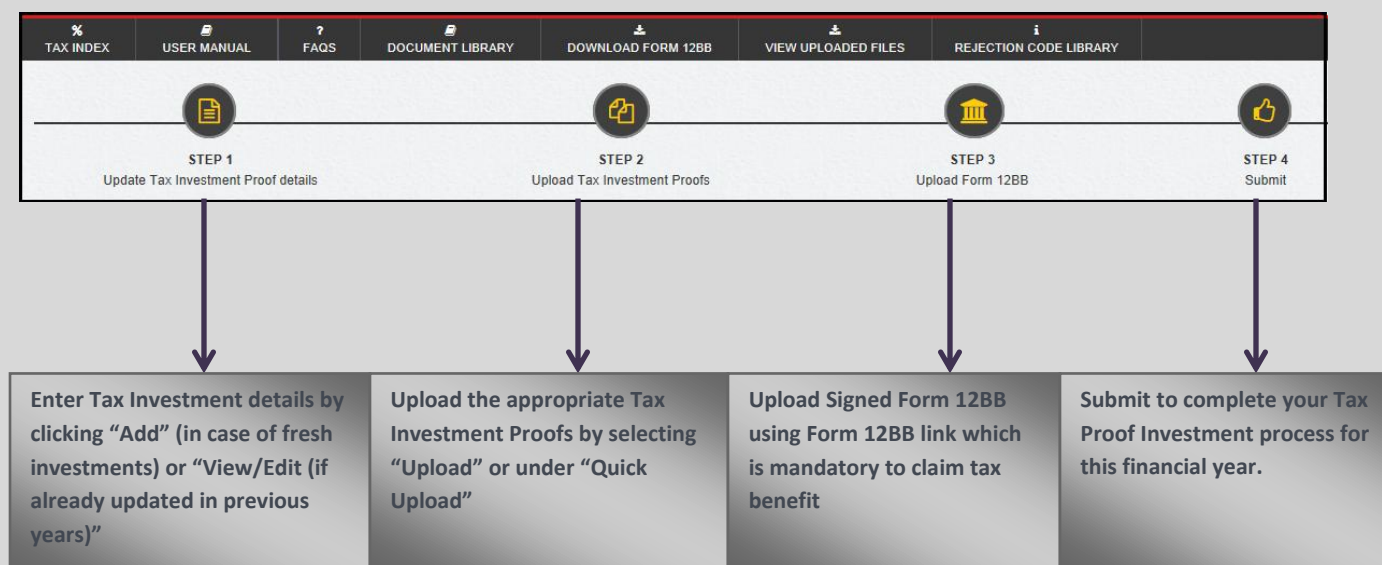 % TAX INDEX
USER MANUAL
? FAQS
DOCUMENT LIBRARY
DOWNLOAD FORM 12BB
VIEW UPLOADED FILES
i REJECTION CODE LIBRARY
STEP 1
Update Tax Investment Proof details
STEP 2
Upload Tax Investment Proofs
STEP 3
Upload Form 12BB
STEP 4
Submit
Enter Tax Investment details by
clicking “Add” (in case of fresh
investments) or “View/Edit (if
already updated in previous
years)”
Upload the appropriate Tax
Investment Proofs by selecting
“Upload” or under “Quick
Upload”
Upload Signed Form 12BB
using Form 12BB link which
is mandatory to claim tax
benefit
Submit to complete your Tax
Proof Investment process for
this financial year.